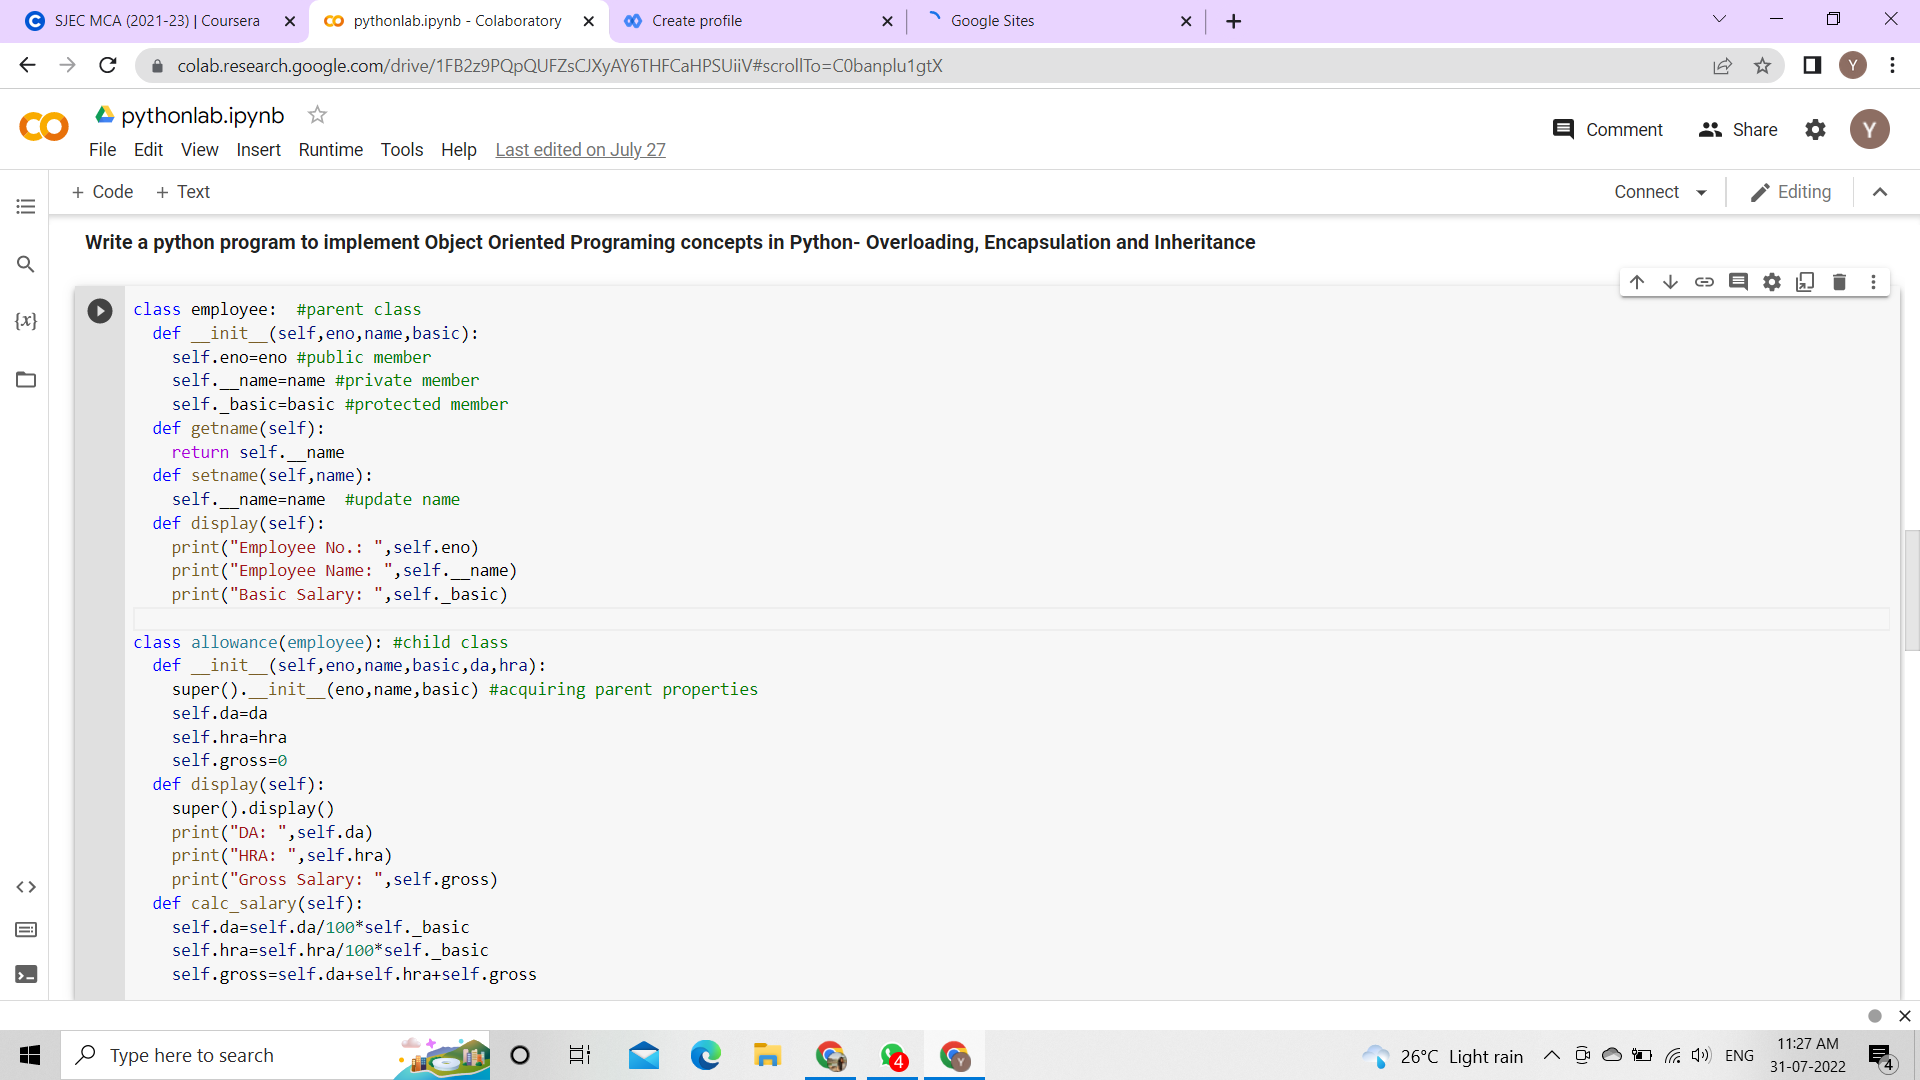 SJEC MCA (2021-23) | Coursera
pythonlab.ipynb - Colaboratory
Create profile
Google Sites
colab.research.google.com/drive/1FB2z9PQpQUFZsCJXyAY6THFCaHPSUiiV#scrollTo=C0banplu1gtX
Y
CO
pythonlab.ipynb
Comment
Share
Y
File Edit View Insert Runtime Tools Help Last edited on July 27
+ Code + Text
Connect
Editing
Write a python program to implement Object Oriented Programing concepts in Python- Overloading, Encapsulation and Inheritance
{x}
class employee:  #parent class
  def __init__(self,eno,name,basic):
    self.eno=eno #public member
    self.__name=name #private member
    self._basic=basic #protected member
  def getname(self):
    return self.__name
  def setname(self,name):
    self.__name=name  #update name
  def display(self):
    print("Employee No.: ",self.eno)
    print("Employee Name: ",self.__name)
    print("Basic Salary: ",self._basic)
class allowance(employee): #child class
  def __init__(self,eno,name,basic,da,hra):
    super().__init__(eno,name,basic) #acquiring parent properties
    self.da=da
    self.hra=hra
    self.gross=0
  def display(self):
    super().display()
    print("DA: ",self.da)
    print("HRA: ",self.hra)
    print("Gross Salary: ",self.gross)
  def calc_salary(self):
    self.da=self.da/100*self._basic
    self.hra=self.hra/100*self._basic
    self.gross=self.da+self.hra+self.gross
Type here to search
4
Y
26°C Light rain
ENG
11:27 AM
31-07-2022
4